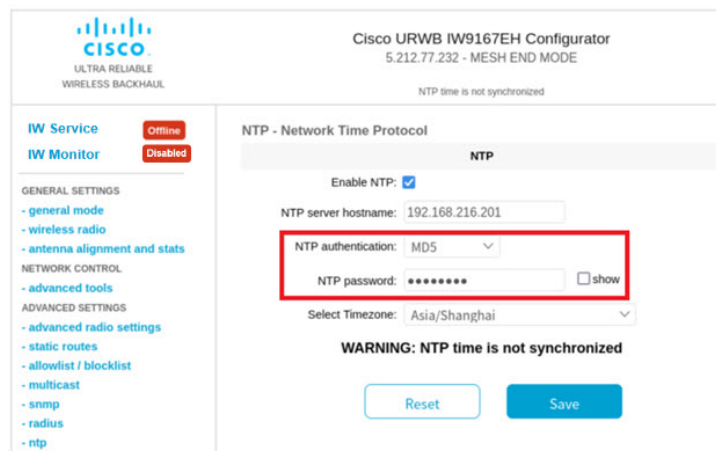 CISCO
ULTRA RELIABLE
WIRELESS BACKHAUL
Cisco URWB IW9167EH Configurator
5.212.77.232 - MESH END MODE
NTP time is not synchronized
IW Service Offline
IW Monitor Disabled
GENERAL SETTINGS
- general mode
- wireless radio
- antenna alignment and stats
NETWORK CONTROL
- advanced tools
ADVANCED SETTINGS
- advanced radio settings
- static routes
- allowlist / blocklist
- multicast
- snmp
- radius
- ntp
NTP - Network Time Protocol
NTP
Enable NTP:
NTP server hostname: 192.168.216.201
NTP authentication: MD5
NTP password: •••••••• show
Select Timezone: Asia/Shanghai
WARNING: NTP time is not synchronized
Reset Save